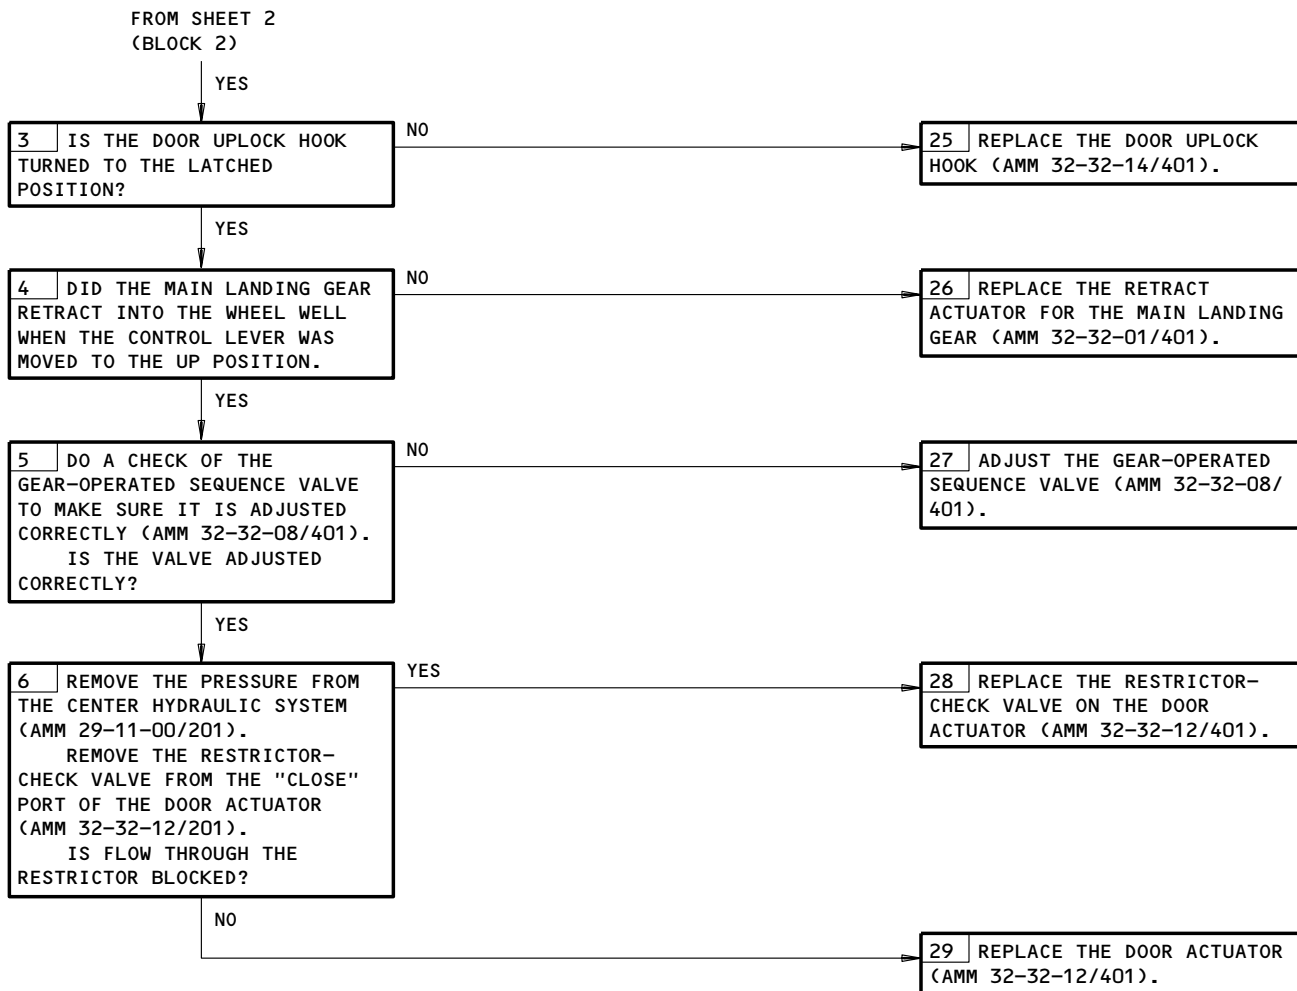 FROM SHEET 2
(BLOCK 2)
YES
3 IS THE DOOR UPLOCK HOOK
TURNED TO THE LATCHED
POSITION?
NO
25 REPLACE THE DOOR UPLOCK
HOOK (AMM 32-32-14/401).
YES
4 DID THE MAIN LANDING GEAR
RETRACT INTO THE WHEEL WELL
WHEN THE CONTROL LEVER WAS
MOVED TO THE UP POSITION.
NO
26 REPLACE THE RETRACT
ACTUATOR FOR THE MAIN LANDING
GEAR (AMM 32-32-01/401).
YES
5 DO A CHECK OF THE
GEAR-OPERATED SEQUENCE VALVE
TO MAKE SURE IT IS ADJUSTED
CORRECTLY (AMM 32-32-08/401).
IS THE VALVE ADJUSTED
CORRECTLY?
NO
27 ADJUST THE GEAR-OPERATED
SEQUENCE VALVE (AMM 32-32-08/
401).
YES
6 REMOVE THE PRESSURE FROM
THE CENTER HYDRAULIC SYSTEM
(AMM 29-11-00/201).
REMOVE THE RESTRICTOR-
CHECK VALVE FROM THE "CLOSE"
PORT OF THE DOOR ACTUATOR
(AMM 32-32-12/201).
IS FLOW THROUGH THE
RESTRICTOR BLOCKED?
YES
28 REPLACE THE RESTRICTOR-
CHECK VALVE ON THE DOOR
ACTUATOR (AMM 32-32-12/401).
NO
29 REPLACE THE DOOR ACTUATOR
(AMM 32-32-12/401).